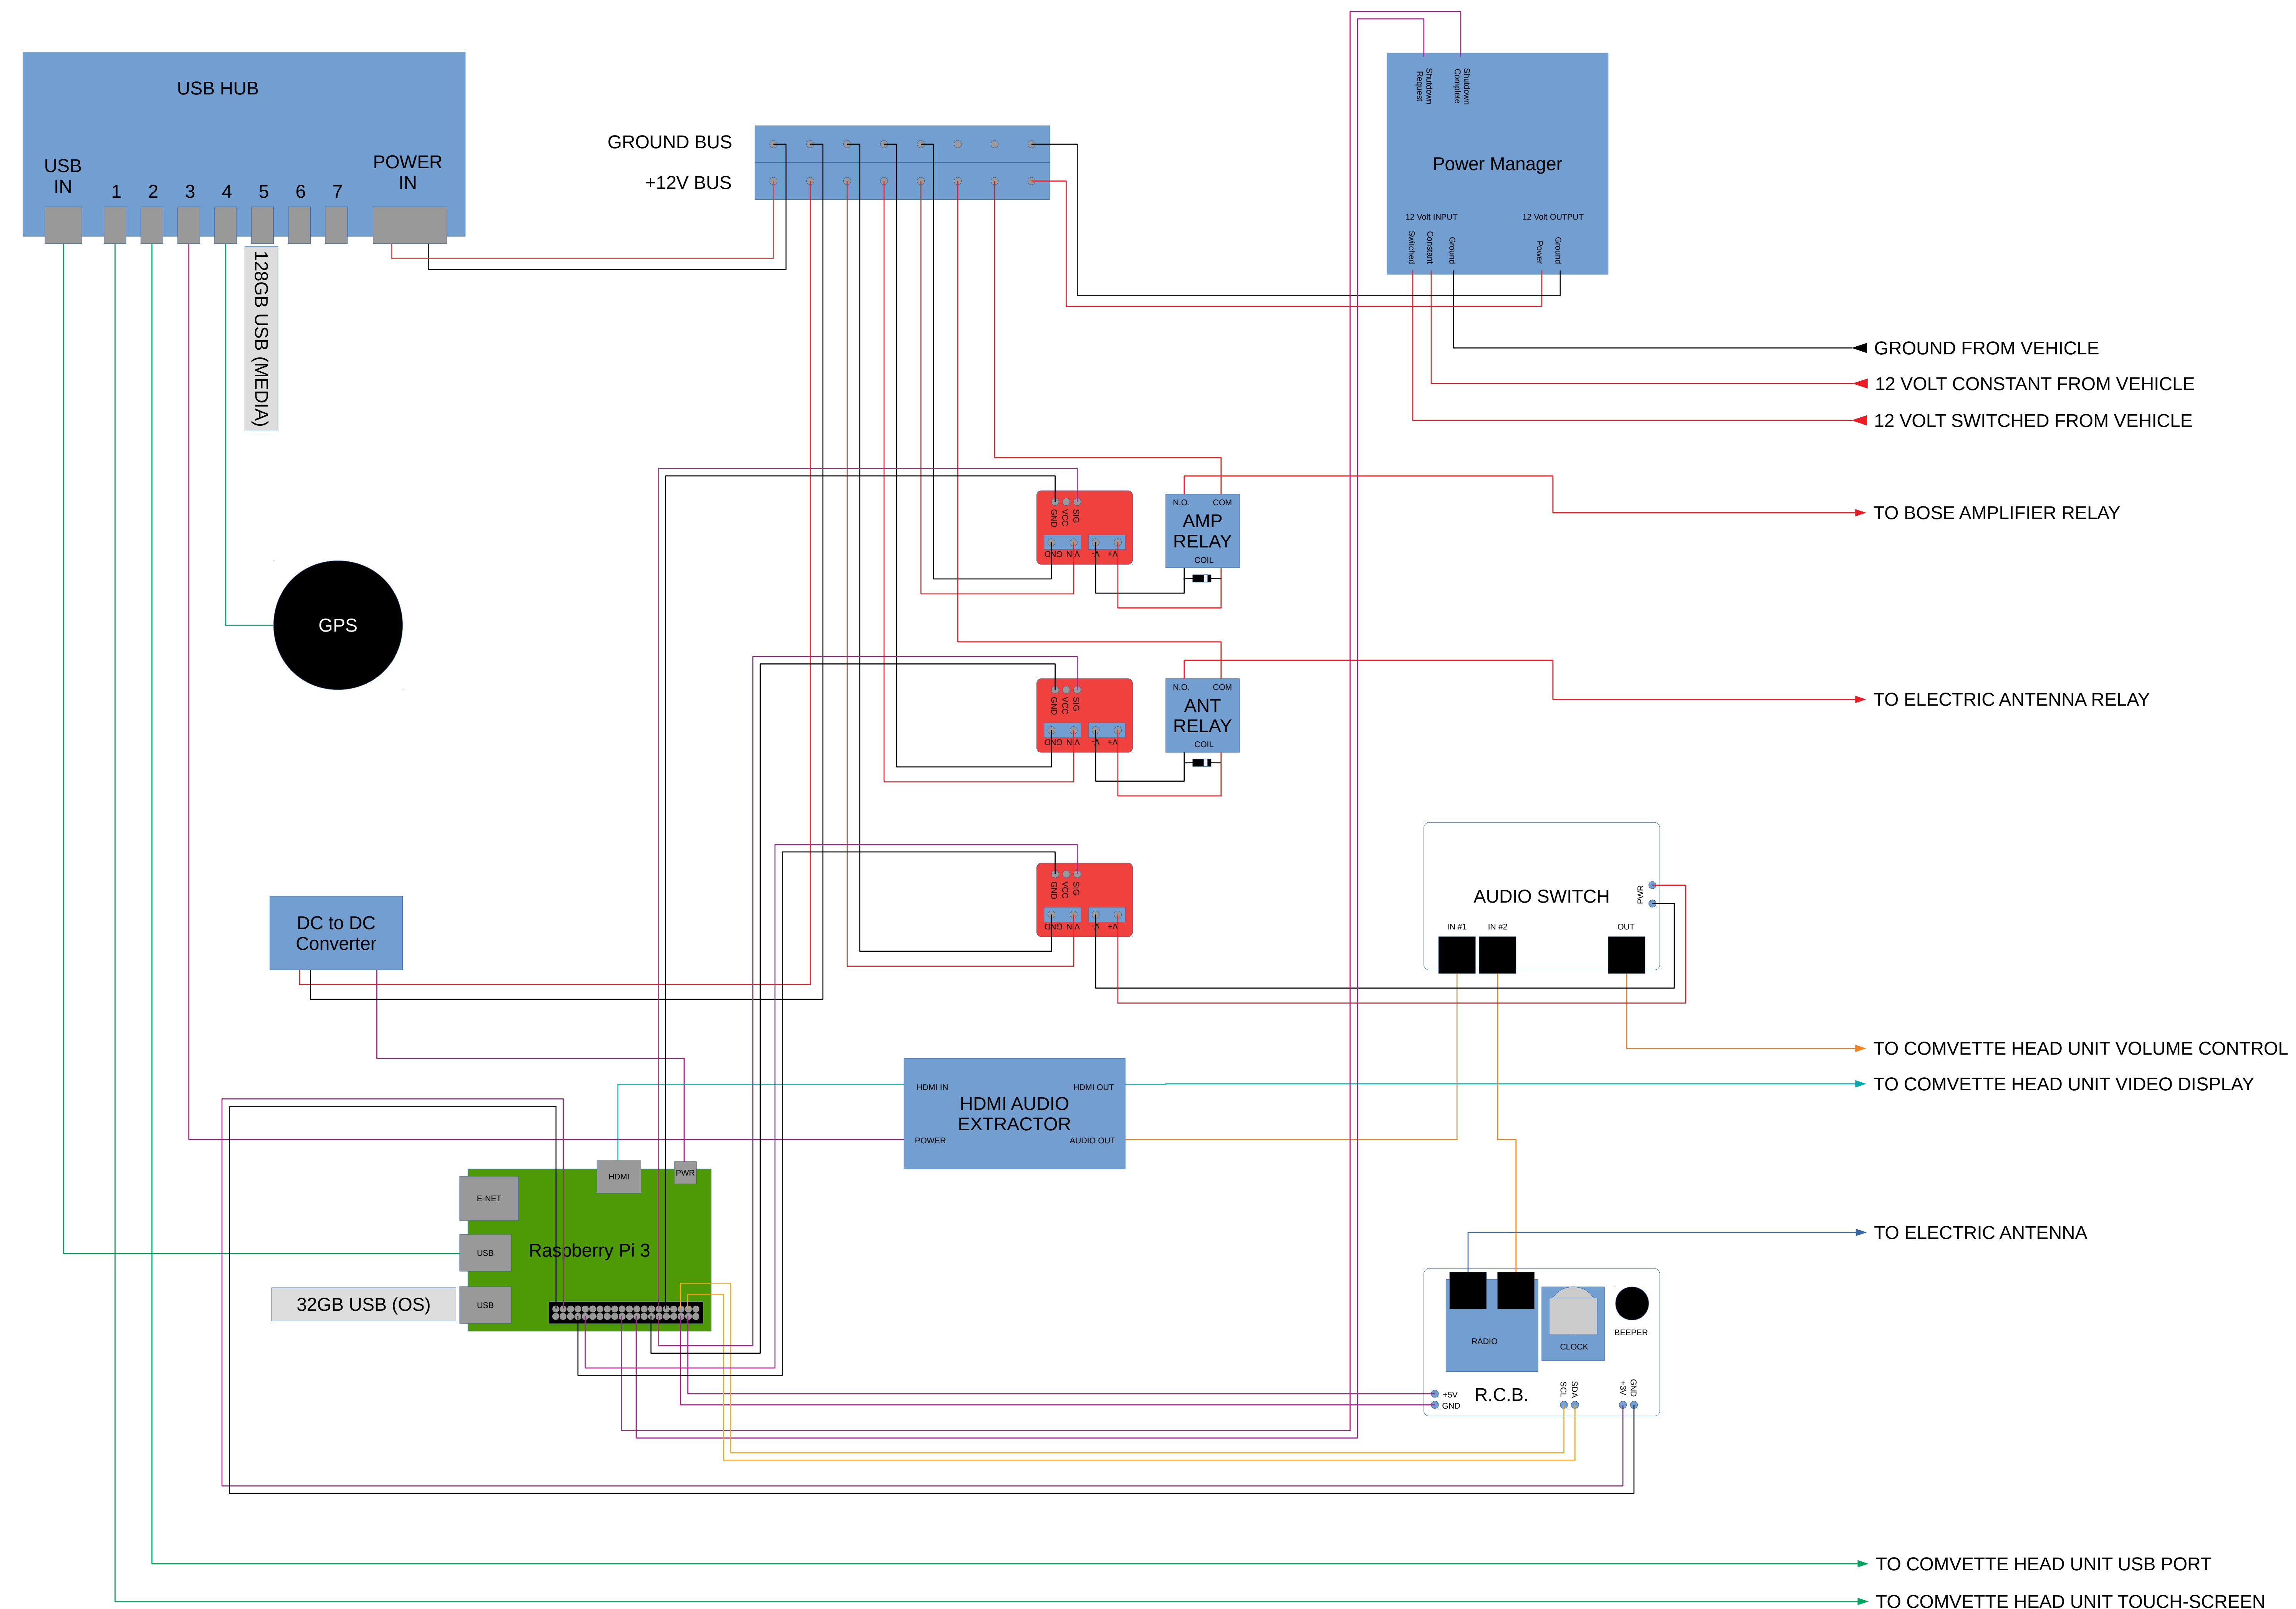 USB HUB
USB
IN
1
2
3
4
5
6
7
POWER
IN
128GB USB (MEDIA)
GROUND BUS
+12V BUS
Shutdown
Request
Shutdown
Complete
Power Manager
12 Volt INPUT
12 Volt OUTPUT
Switched
Constant
Ground
Power
Ground
GROUND FROM VEHICLE
12 VOLT CONSTANT FROM VEHICLE
12 VOLT SWITCHED FROM VEHICLE
GND
VCC
SIG
GND
VIN
V-
V+
N.O.
COM
AMP
RELAY
COIL
TO BOSE AMPLIFIER RELAY
GPS
GND
VCC
SIG
GND
VIN
V-
V+
N.O.
COM
ANT
RELAY
COIL
TO ELECTRIC ANTENNA RELAY
GND
VCC
SIG
GND
VIN
V-
V+
AUDIO SWITCH
PWR
IN #1
IN #2
OUT
DC to DC
Converter
TO COMVETTE HEAD UNIT VOLUME CONTROL
TO COMVETTE HEAD UNIT VIDEO DISPLAY
HDMI IN
HDMI OUT
HDMI AUDIO
EXTRACTOR
POWER
AUDIO OUT
HDMI
PWR
E-NET
USB
Raspberry Pi 3
USB
32GB USB (OS)
TO ELECTRIC ANTENNA
RADIO
CLOCK
BEEPER
+5V
GND
R.C.B.
SCL
SDA
+3V
GND
TO COMVETTE HEAD UNIT USB PORT
TO COMVETTE HEAD UNIT TOUCH-SCREEN